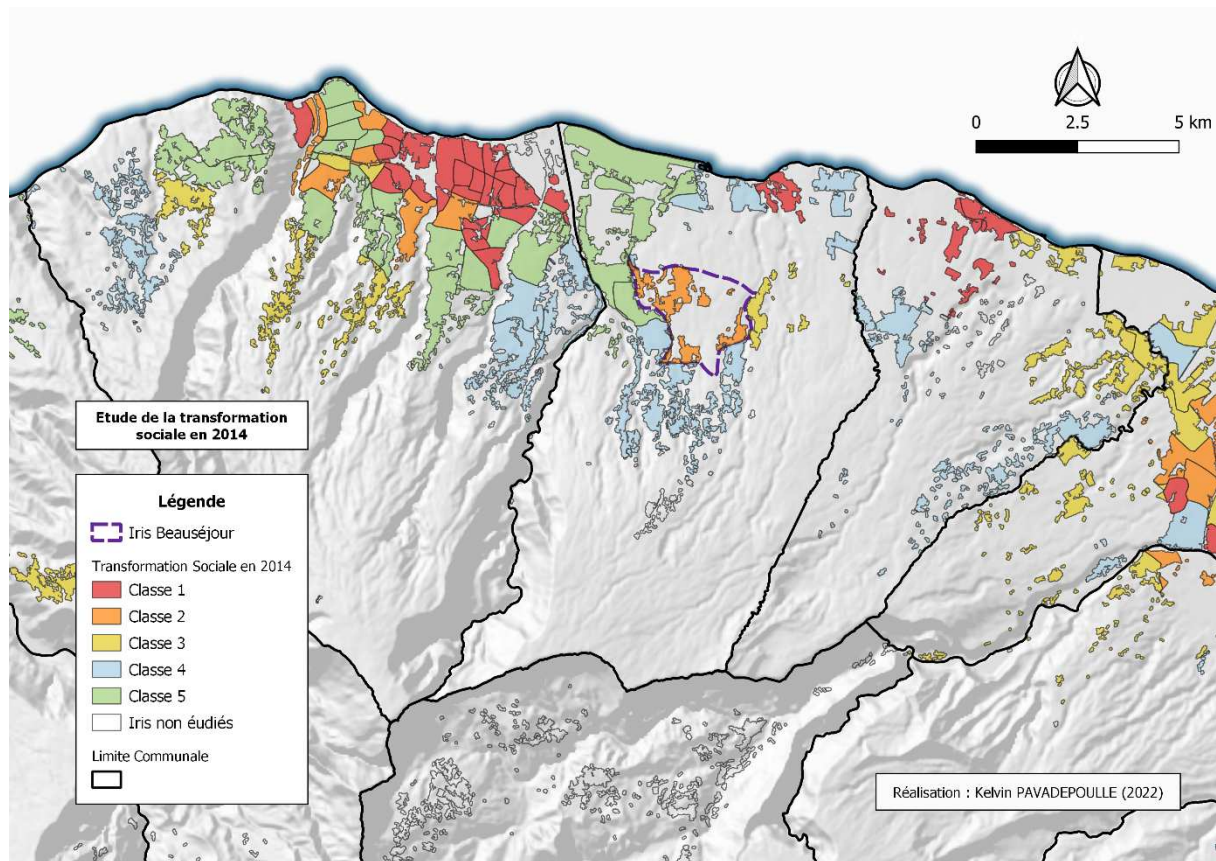 0 2.5 5 km
Etude de la transformation
sociale en 2014
Légende
Iris Beauséjour
Transformation Sociale en 2014
Classe 1
Classe 2
Classe 3
Classe 4
Classe 5
Iris non éudiés
Limite Communale
Réalisation : Kelvin PAVADEPOULLE (2022)